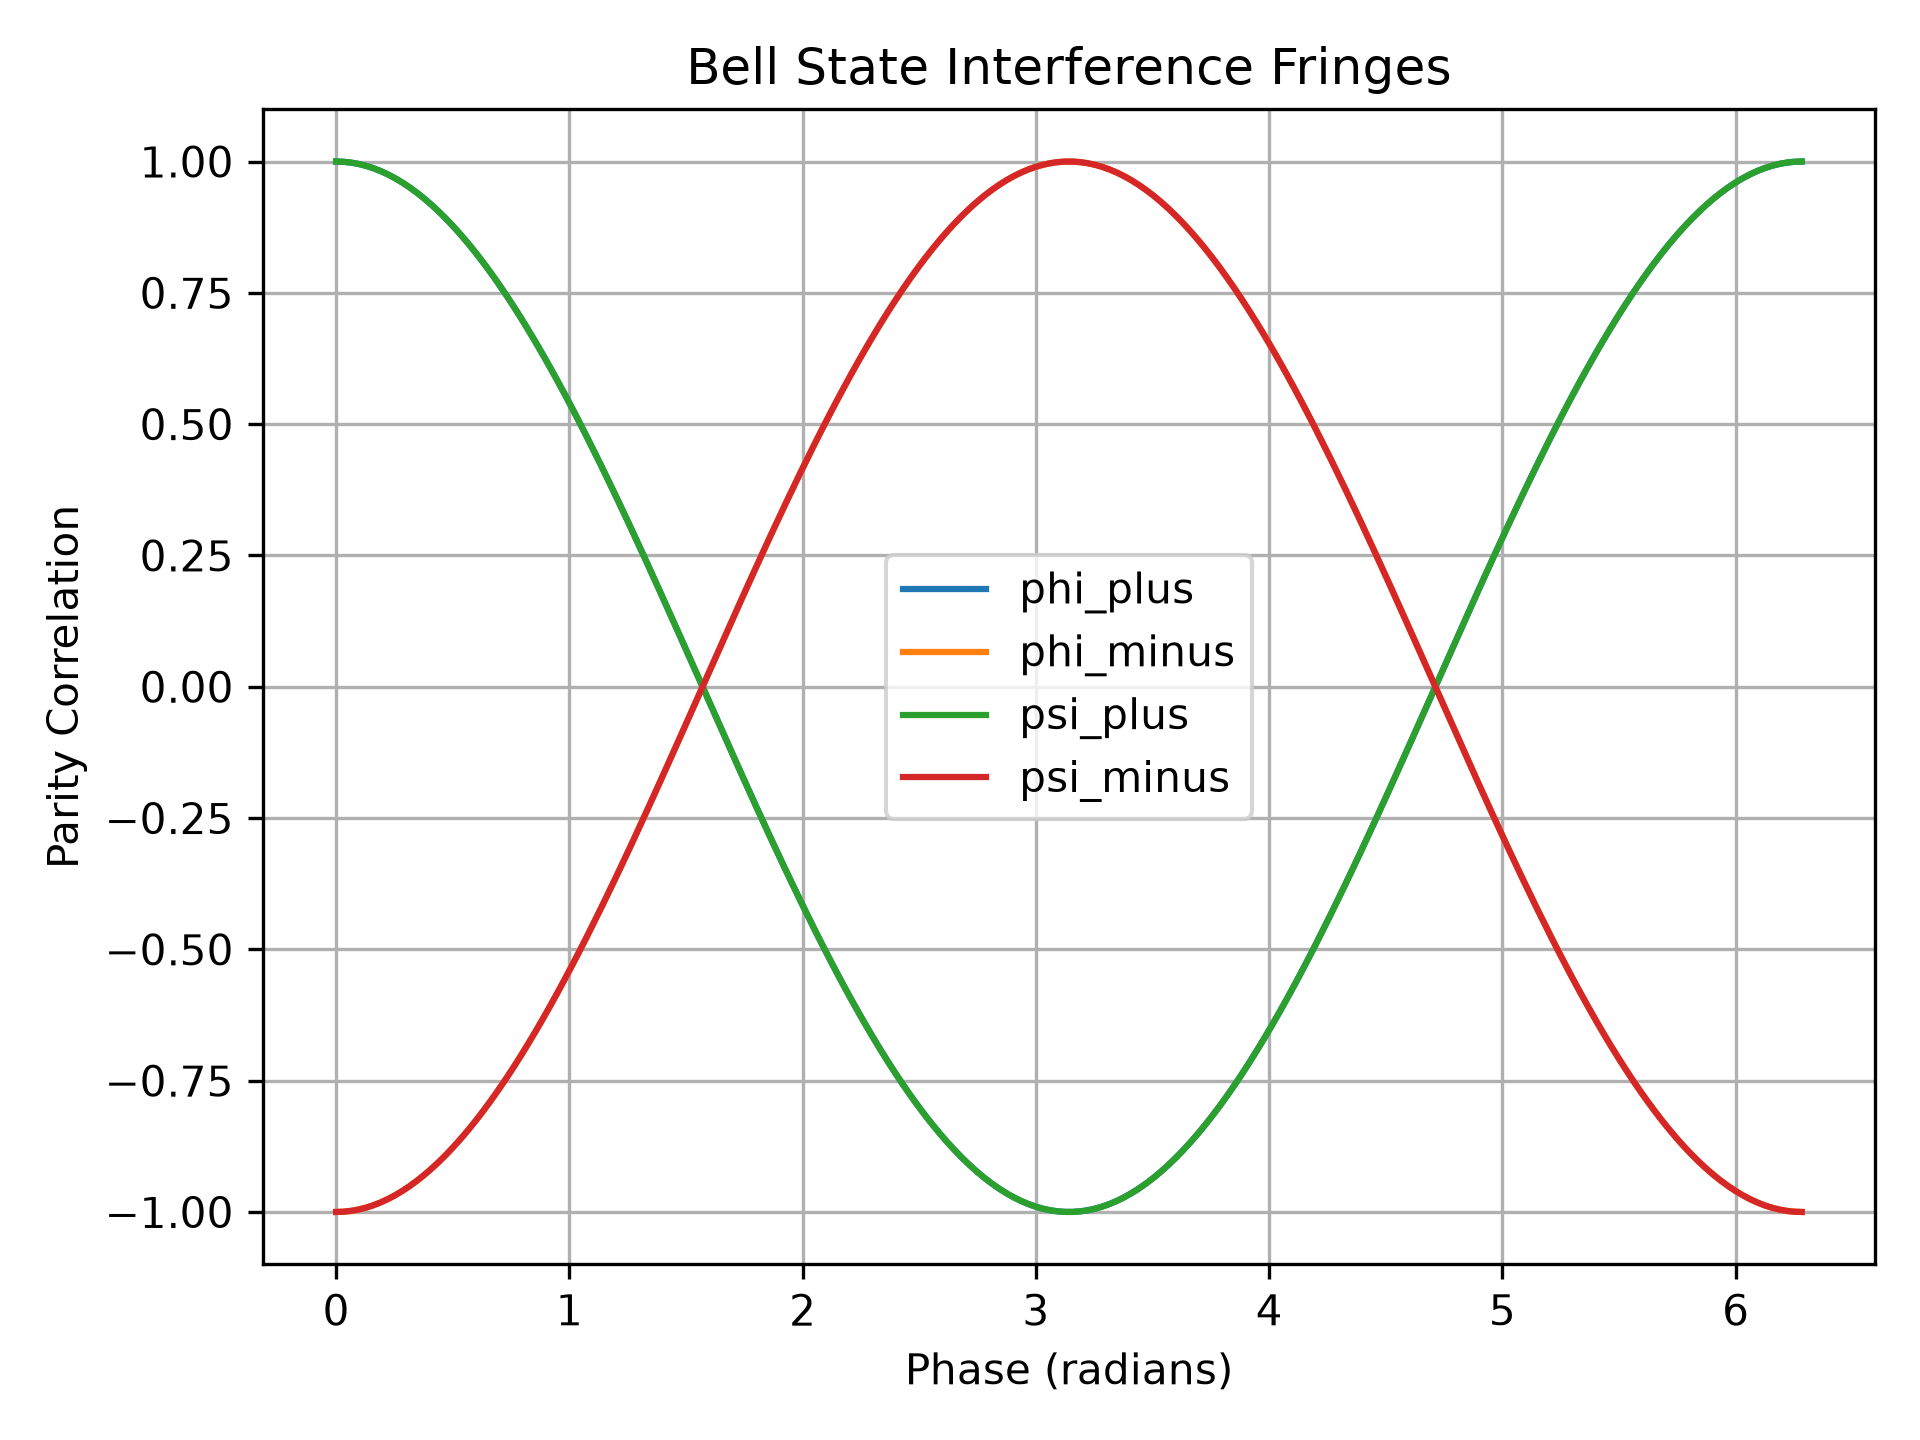 Bell State Interference Fringes
Parity Correlation
1.00
0.75
0.50
0.25
0.00
−0.25
−0.50
−0.75
−1.00
phi_plus
phi_minus
psi_plus
psi_minus
0 1 2 3 4 5 6
Phase (radians)